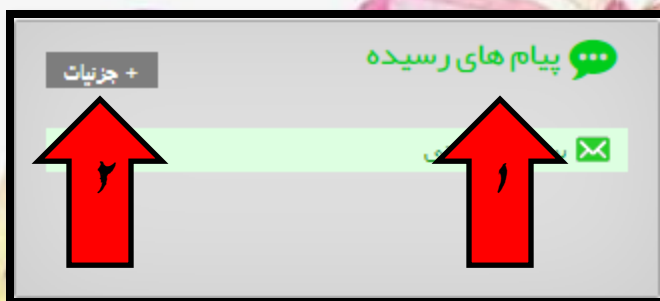 پیام های رسیده
+ جزئیات
۱
۲